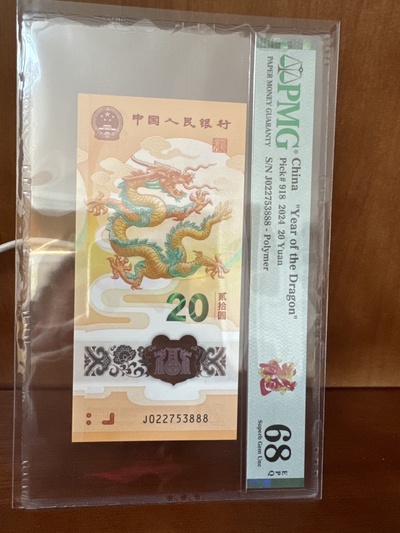 中国人民银行
20
贰拾圆
J022753888
PMG
PAPER MONEY GUARANTY
China "Year of the Dragon"
Pick# 918 2024 20 Yuan
S/N J022753888 - Polymer
68 EPQ
Superb Gem Unc